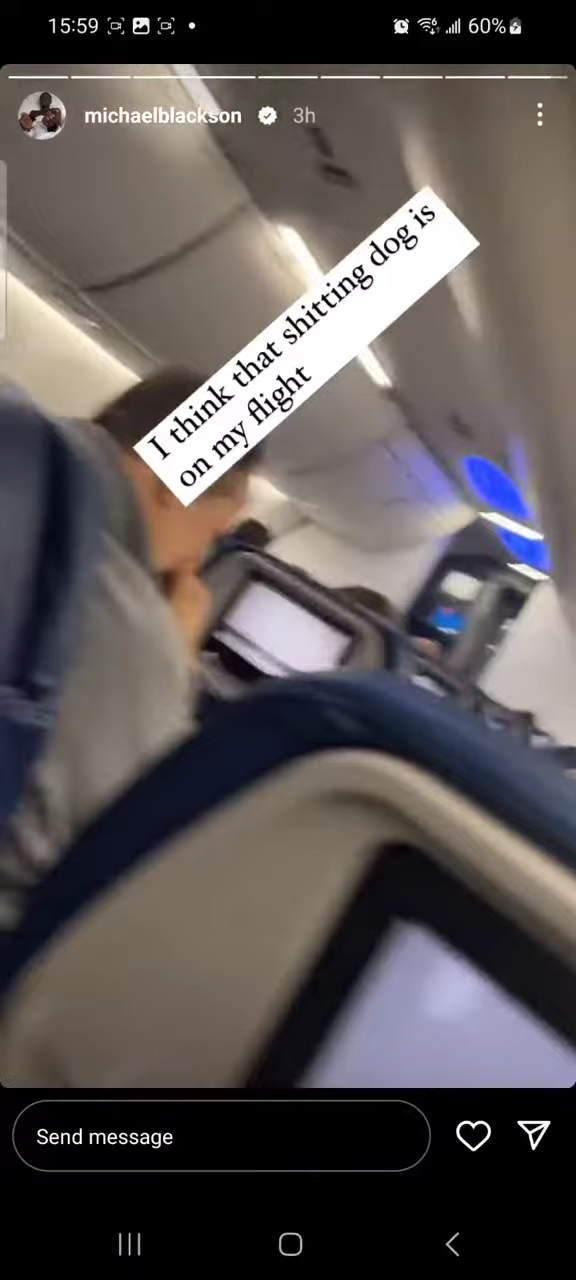 15:59
60%
michaelblackson 3h
I think that shitting dog is
on my flight
Send message